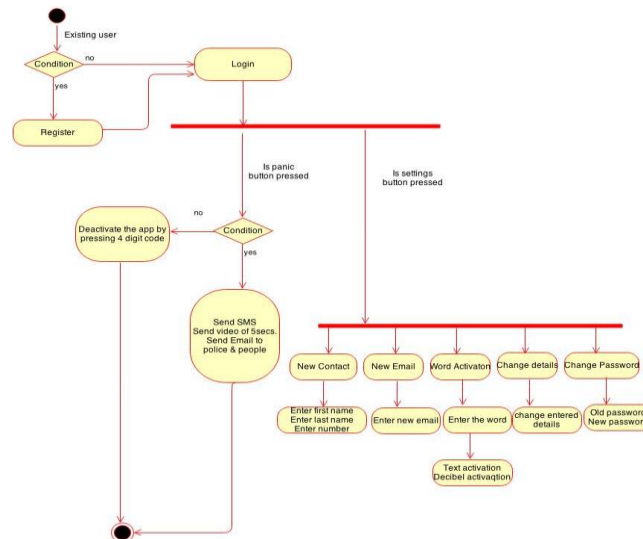 Existing user
Condition
no
Login
yes
Register
Is panic
button pressed
Is settings
button pressed
no
Deactivate the app by
pressing 4 digit code
Condition
yes
Send SMS
Send video of 5secs.
Send Email to
police & people
New Contact
New Email
Word Activaton
Change details
Change Password
Enter first name
Enter last name
Enter number
Enter new email
Enter the word
change entered
details
Old password
New password
Text activation
Decibel activaqtion